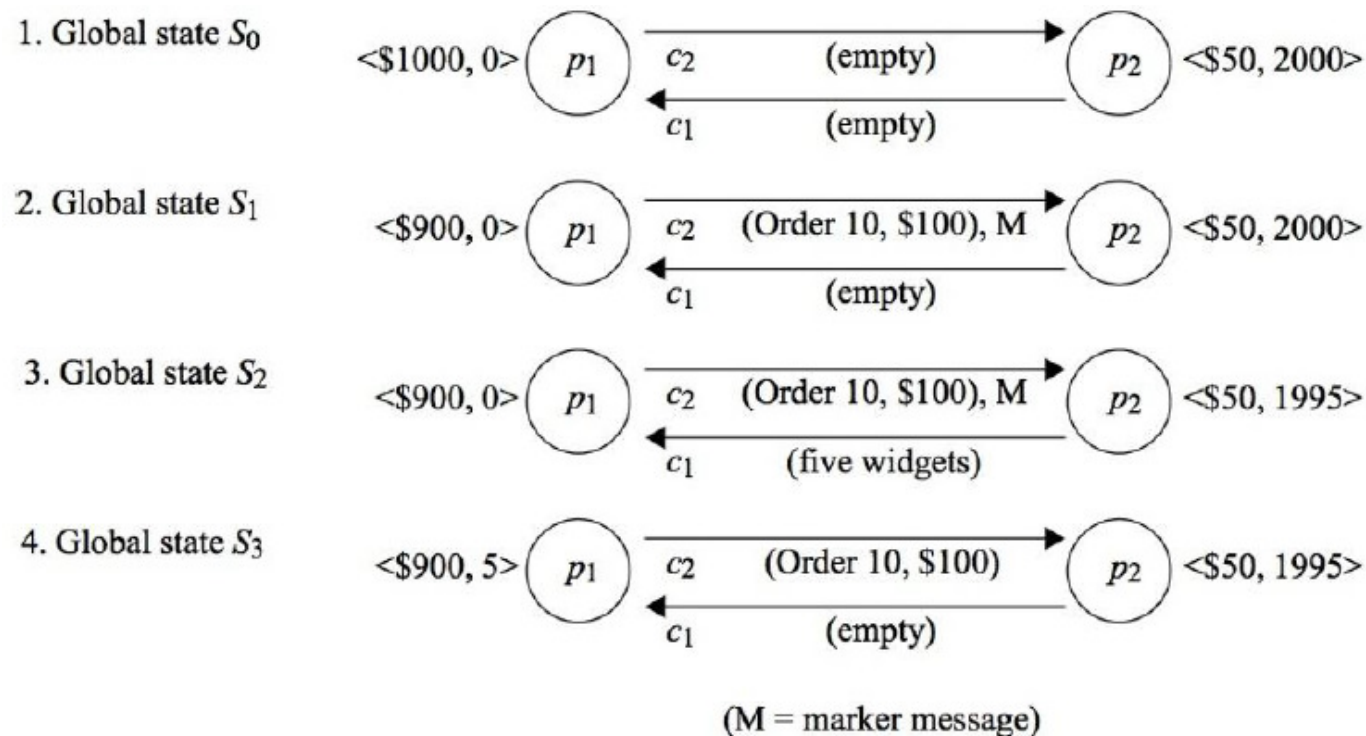 1. Global state S0
<$1000, 0> p1 c2 (empty) p2 <$50, 2000>
c1 (empty)
2. Global state S1
<$900, 0> p1 c2 (Order 10, $100), M p2 <$50, 2000>
c1 (empty)
3. Global state S2
<$900, 0> p1 c2 (Order 10, $100), M p2 <$50, 1995>
c1 (five widgets)
4. Global state S3
<$900, 5> p1 c2 (Order 10, $100) p2 <$50, 1995>
c1 (empty)
(M = marker message)